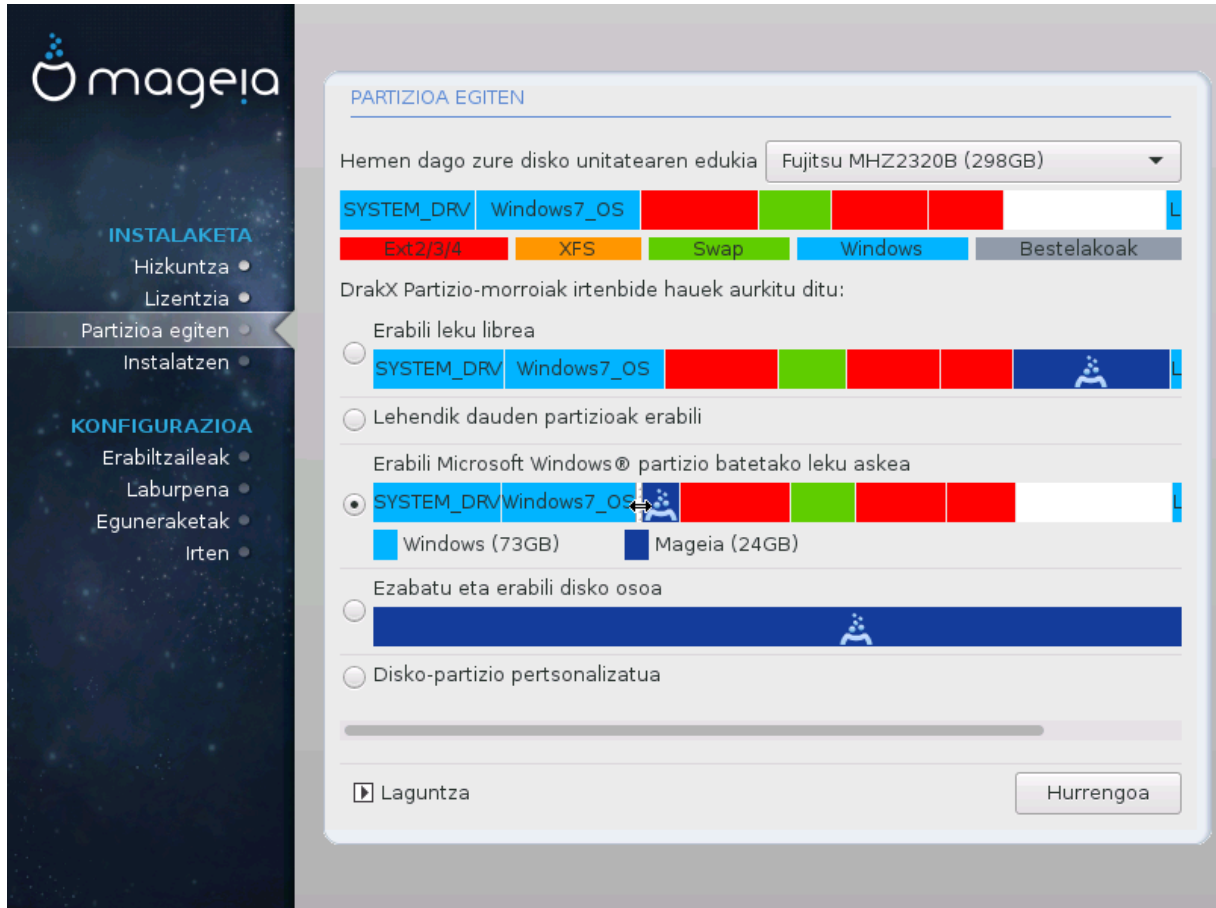 mageia
INSTALAKETA
Hizkuntza
Lizentzia
Partizioa egiten
Instalatzen
KONFIGURAZIOA
Erabiltzaileak
Laburpena
Eguneraketak
Irten
PARTIZIOA EGITEN
Hemen dago zure disko unitatearen edukia Fujitsu MHZ2320B (298GB)
SYSTEM_DRV Windows7_OS L
Ext2/3/4 XFS Swap Windows Bestelakoak
DrakX Partizio-morroiak irtenbide hauek aurkitu ditu:
Erabili leku librea
SYSTEM_DRV Windows7_OS L
Lehendik dauden partizioak erabili
Erabili Microsoft Windows® partizio batetako leku askea
SYSTEM_DRV Windows7_OS L
Windows (73GB) Mageia (24GB)
Ezabatu eta erabili disko osoa
Disko-partizio pertsonalizatua
Laguntza Hurrengoa